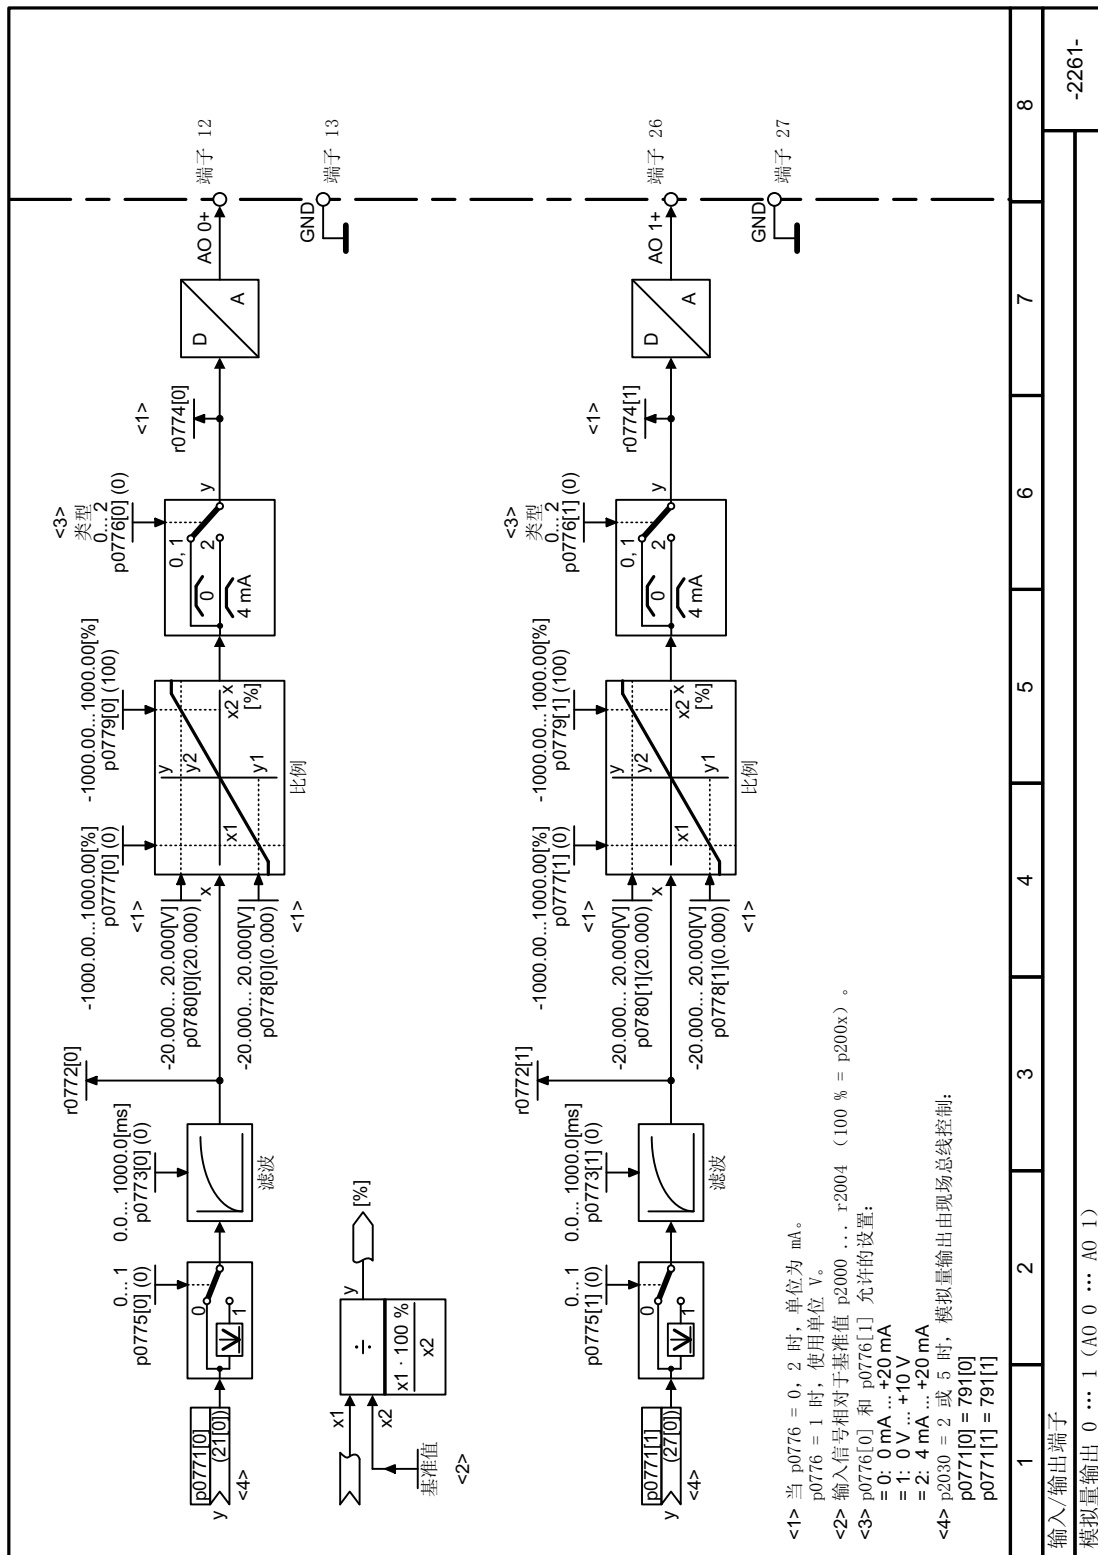 y
p0771[0]
(21[0])
<4>
0...1
p0775[0] (0)
0
1
0.0... 1000.0[ms]
p0773[0] (0)
滤波
r0772[0]
-1000.00...1000.00[%]
p0777[0] (0)
<1>
-20.000... 20.000[V]
p0780[0](20.000)
x
-20.000... 20.000[V]
p0778[0](0.000)
<1>
-1000.00...1000.00[%]
p0779[0] (100)
y
y2
x1
x2
x
[%]
y1
比例
<3>
类型
0...2
p0776[0] (0)
0, 1
2
0
4 mA
y
<1>
r0774[0]
D
A
AO 0+
端子 12
GND
端子 13
x1
x2
基准值
<2>
÷
x1 · 100 %
x2
y
[%]
y
p0771[1]
(27[0])
<4>
0...1
p0775[1] (0)
0
1
0.0... 1000.0[ms]
p0773[1] (0)
滤波
r0772[1]
-1000.00...1000.00[%]
p0777[1] (0)
<1>
-20.000... 20.000[V]
p0780[1](20.000)
x
-20.000... 20.000[V]
p0778[1](0.000)
<1>
-1000.00...1000.00[%]
p0779[1] (100)
y
y2
x1
x2
x
[%]
y1
比例
<3>
类型
0...2
p0776[1] (0)
0, 1
2
0
4 mA
y
<1>
r0774[1]
D
A
AO 1+
端子 26
GND
端子 27
<1> 当 p0776 = 0, 2 时, 单位为 mA。
p0776 = 1 时, 使用单位 V。
<2> 输入信号相对于基准值 p2000 ... r2004 (100 % = p200x) 。
<3> p0776[0] 和 p0776[1] 允许的设置:
= 0: 0 mA ... +20 mA
= 1: 0 V ... +10 V
= 2: 4 mA ... +20 mA
<4> p2030 = 2 或 5 时, 模拟量输出由现场总线控制:
p0771[0] = 791[0]
p0771[1] = 791[1]
1
2
3
4
5
6
7
8
输入/输出端子
模拟量输出 0 … 1 (AO 0 … AO 1)
-2261-